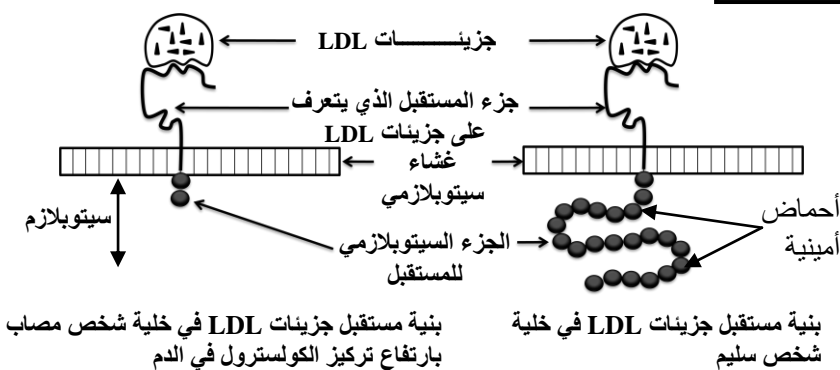 جزيئات LDL
جزء المستقبل الذي يتعرف
على جزيئات LDL
غشاء
سيتوبلازمي
سيتوبلازم
أحماض
أمينية
الجزء السيتوبلازمي
للمستقبل
بنية مستقبل جزيئات LDL في خلية
شخص سليم
بنية مستقبل جزيئات LDL في خلية شخص مصاب
بارتفاع تركيز الكولسترول في الدم